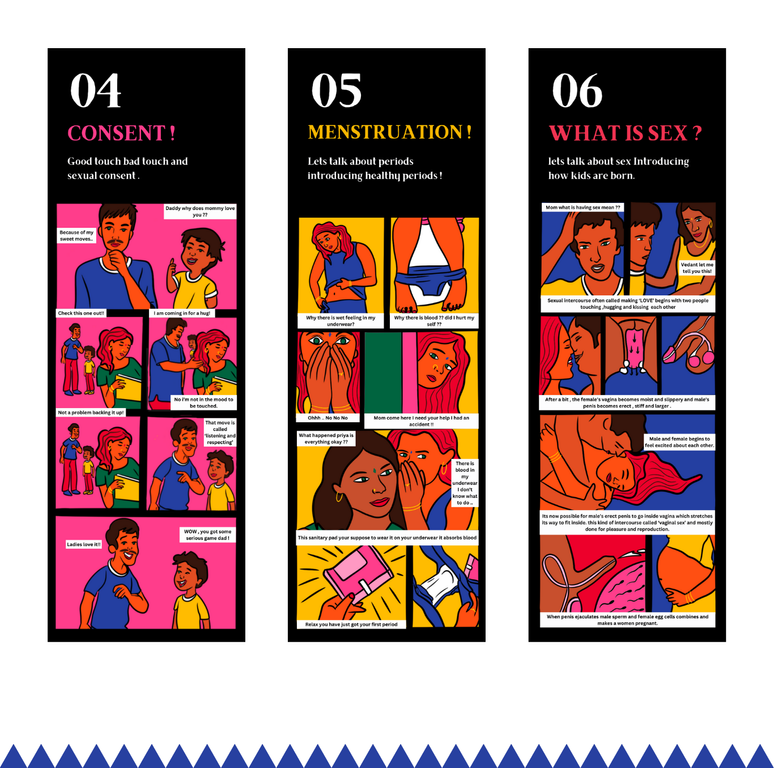 04
CONSENT !
Good touch bad touch and
sexual consent .
Daddy why does mommy love
you ??
Because of my
sweet moves..
Check this one out!!
I am coming in for a hug!
No I'm not in the mood to
be touched.
Not a problem backing it up!
That move is
called
'listening and
respecting'
WOW , you got some
serious game dad !
Ladies love it!!
05
MENSTRUATION !
Lets talk about periods
introducing healthy periods !
Why there is wet feeling in my
underwear?
Why there is blood ?? did I hurt my
self ??
Ohhh .. No No No
Mom come here I need your help I had an
accident !!
What happened priya is
everything okay ??
There is
blood in
my
underwear
I don't
know what
to do ..
This sanitary pad your suppose to wear it on your underwear it absorbs blood
Relax you have just got your first period
06
WHAT IS SEX ?
lets talk about sex Introducing
how kids are born.
Mom what is having sex mean ??
Vedant let me
tell you this!
Sexual Intercourse often called making 'LOVE' begins with two people
touching ,hugging and kissing each other
After a bit , the female's vagina becomes moist and slippery and male's
penis becomes erect , stiff and larger .
Male and female begins to
feel excited about each other.
Its now possible for male's erect penis to go inside vagina which stretches
its way to fit Inside. this kind of Intercourse called 'vaginal sex' and mostly
done for pleasure and reproduction.
When penis ejaculates male sperm and female egg cells combines and
makes a women pregnant.